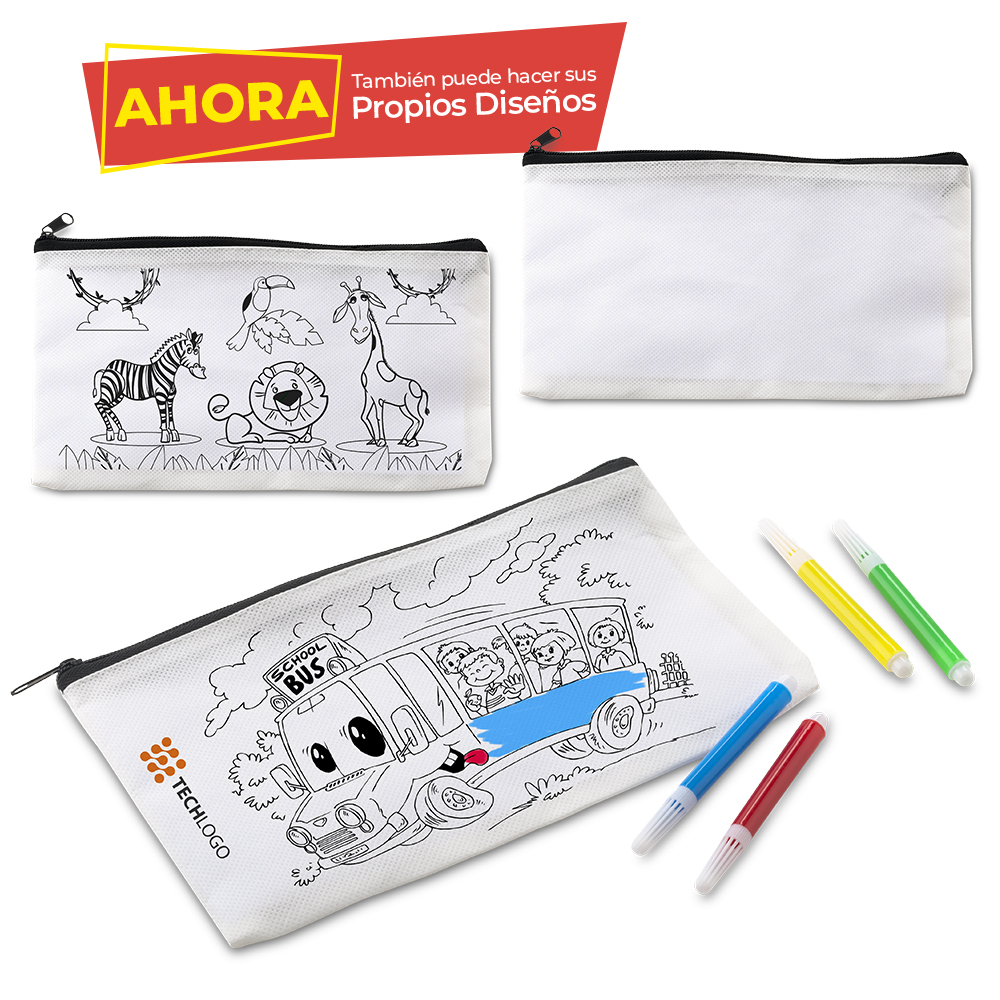 AHORA
También puede hacer sus
Propios Diseños
SCHOOL
BUS
TECHLOGO